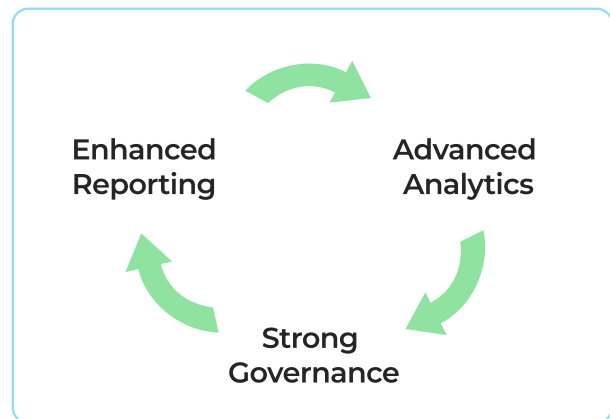 Enhanced
Reporting
Advanced
Analytics
Strong
Governance